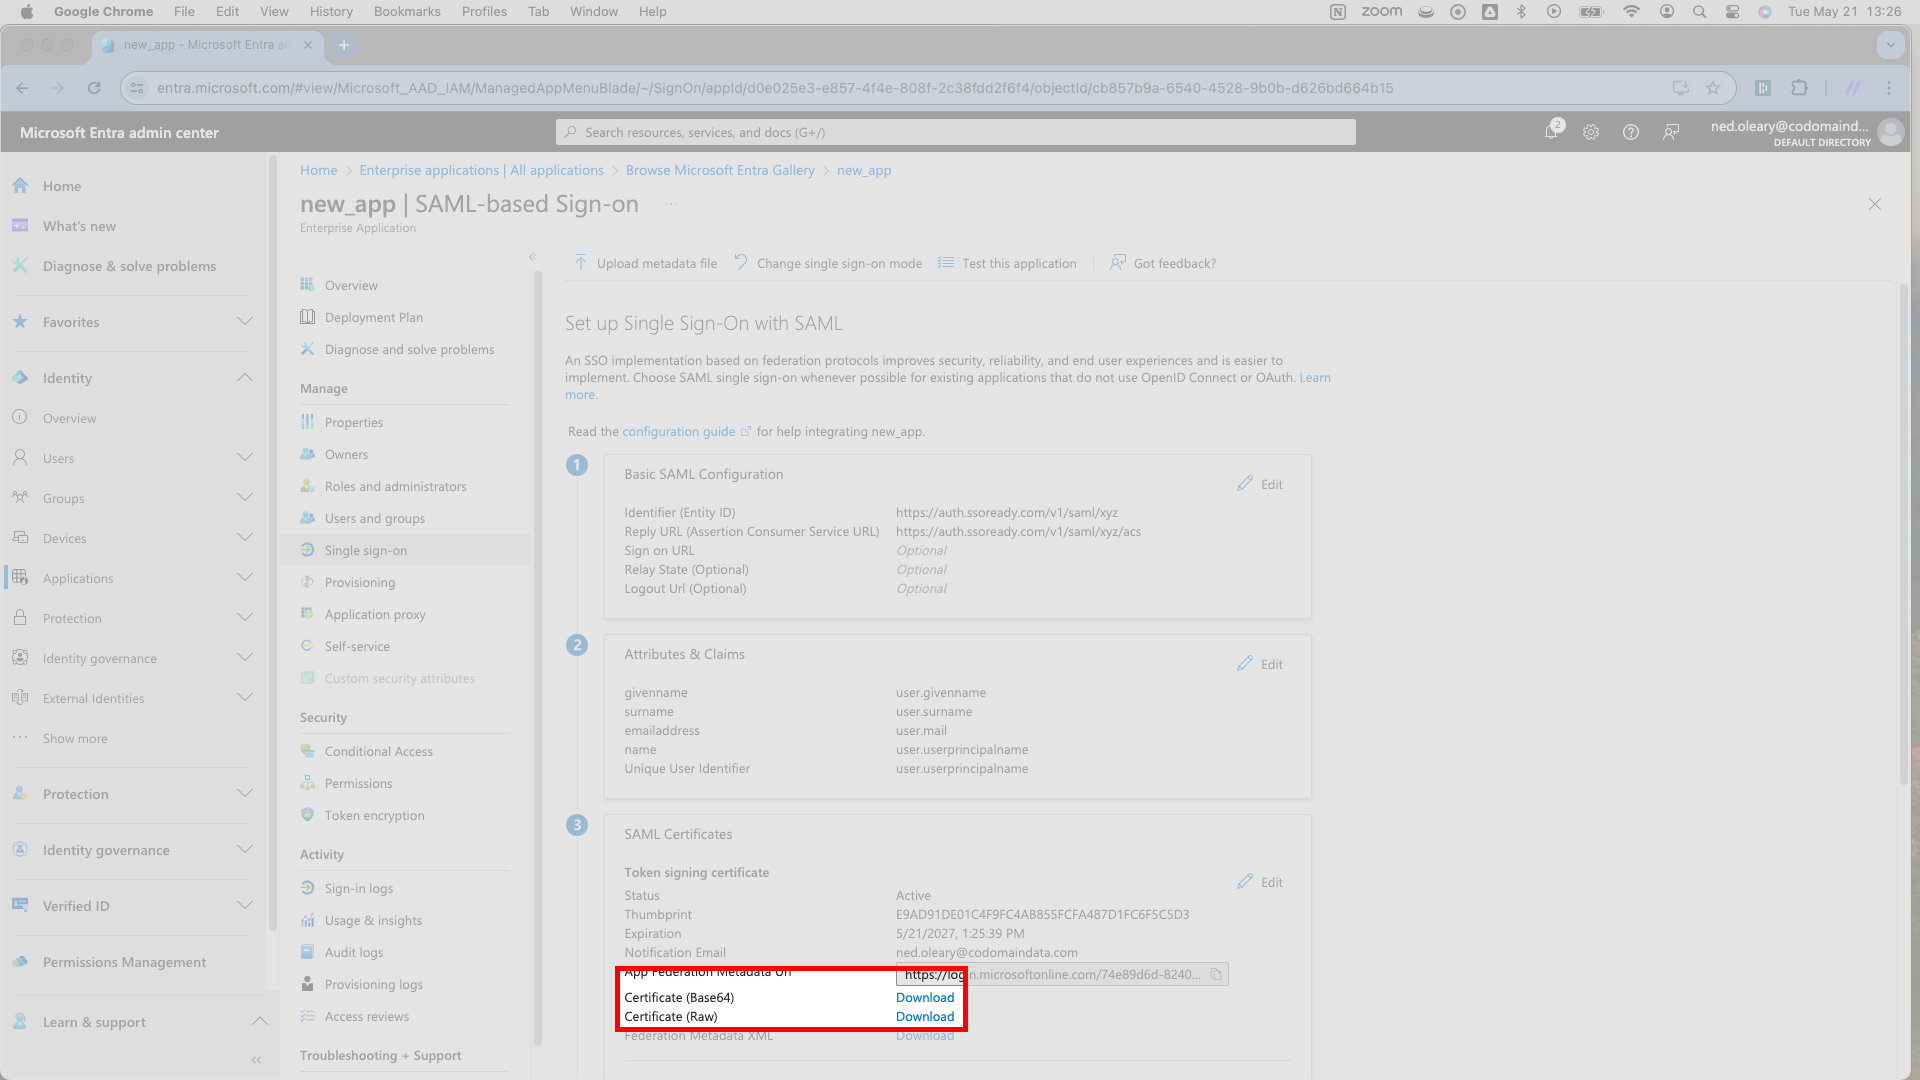 Google Chrome File Edit View History Bookmarks Profiles Tab Window Help
zoom
Tue May 21 13:26
new_app - Microsoft Entra ad
entra.microsoft.com/#view/Microsoft_AAD_IAM/ManagedAppMenuBlade/~/SignOn/appId/d0e025e3-e857-4f4e-808f-2c38fdd2f6f4/objectId/cb857b9a-6540-4528-9b0b-d626bd664b15
Microsoft Entra admin center
Search resources, services, and docs (G+/)
2
ned.oleary@codomaind...
DEFAULT DIRECTORY
Home
What's new
Diagnose & solve problems
Favorites
Identity
Overview
Users
Groups
Devices
Applications
Protection
Identity governance
External Identities
Show more
Protection
Identity governance
Verified ID
Permissions Management
Learn & support
Home > Enterprise applications | All applications > Browse Microsoft Entra Gallery > new_app
new_app | SAML-based Sign-on ...
Enterprise Application
Overview
Deployment Plan
Diagnose and solve problems
Manage
Properties
Owners
Roles and administrators
Users and groups
Single sign-on
Provisioning
Application proxy
Self-service
Custom security attributes
Security
Conditional Access
Permissions
Token encryption
Activity
Sign-in logs
Usage & insights
Audit logs
Provisioning logs
Access reviews
Troubleshooting + Support
Upload metadata file Change single sign-on mode Test this application Got feedback?
Set up Single Sign-On with SAML
An SSO implementation based on federation protocols improves security, reliability, and end user experiences and is easier to
implement. Choose SAML single sign-on whenever possible for existing applications that do not use OpenID Connect or OAuth. Learn
more.
Read the configuration guide for help integrating new_app.
1
Basic SAML Configuration
Edit
Identifier (Entity ID) https://auth.ssoready.com/v1/saml/xyz
Reply URL (Assertion Consumer Service URL) https://auth.ssoready.com/v1/saml/xyz/acs
Sign on URL Optional
Relay State (Optional) Optional
Logout Url (Optional) Optional
2
Attributes & Claims
Edit
givenname user.givenname
surname user.surname
emailaddress user.mail
name user.userprincipalname
Unique User Identifier user.userprincipalname
3
SAML Certificates
Token signing certificate
Edit
Status Active
Thumbprint E9AD91DE01C4F9FC4AB855FCFA487D1FC6F5C5D3
Expiration 5/21/2027, 1:25:39 PM
Notification Email ned.oleary@codomaindata.com
App Federation Metadata Url https://login.microsoftonline.com/74e89d6d-8240...
Certificate (Base64) Download
Certificate (Raw) Download
Federation Metadata XML Download